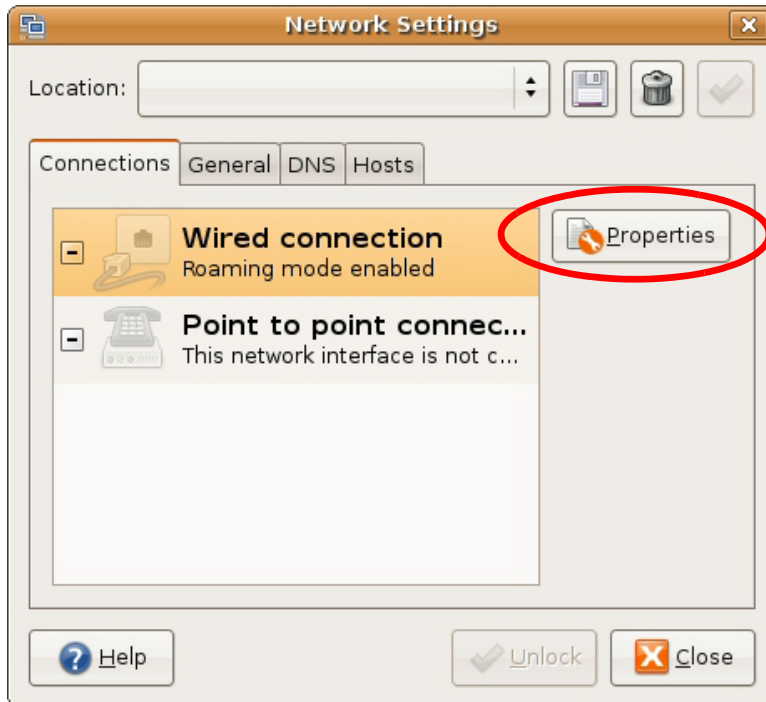 Network Settings
Location:
Connections General DNS Hosts
Wired connection
Roaming mode enabled
Properties
Point to point connec...
This network interface is not c...
Help
Unlock
Close